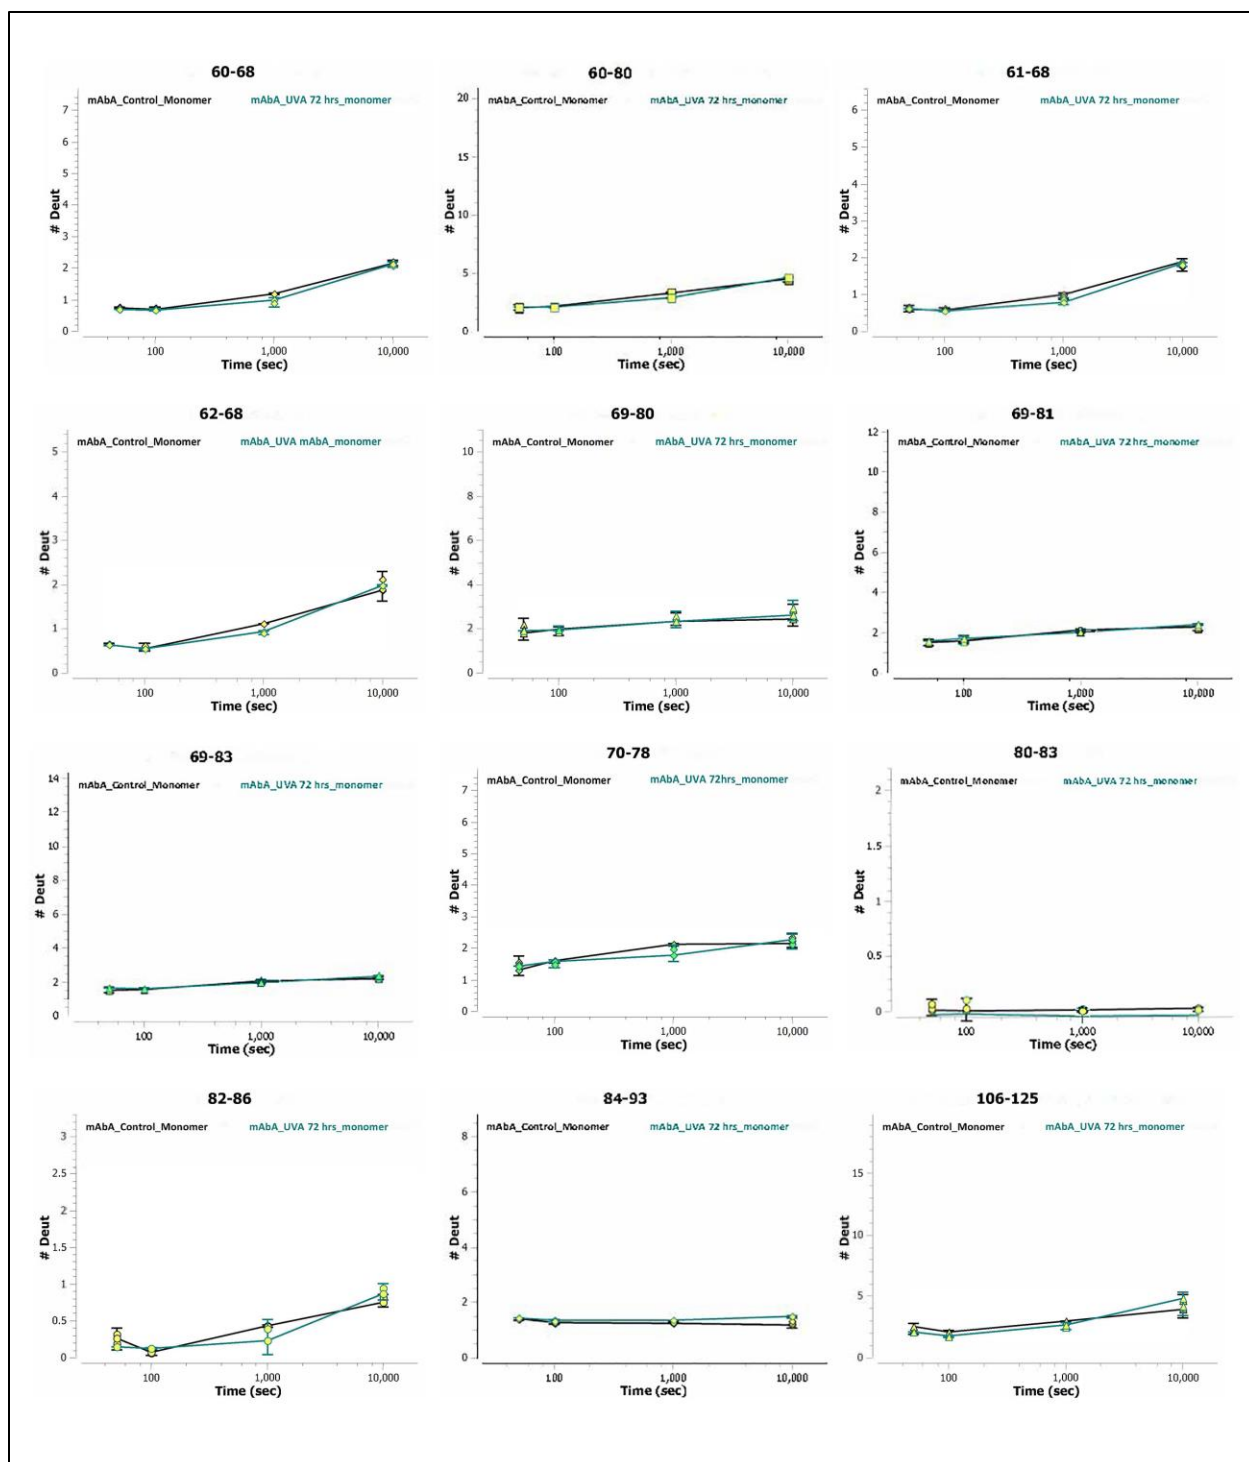 60-68
mAbA_Control_Monomer mAbA_UVA 72 hrs_monomer
7
6
5
4
3
2
1
0
# Deut
100 1,000 10,000
Time (sec)
60-80
mAbA_Control_Monomer mAbA_UVA 72 hrs_monomer
20
15
10
5
0
# Deut
100 1,000 10,000
Time (sec)
61-68
mAbA_Control_Monomer mAbA_UVA 72 hrs_monomer
6
5
4
3
2
1
0
# Deut
100 1,000 10,000
Time (sec)
62-68
mAbA_Control_Monomer mAbA_UVA mAbA_monomer
5
4
3
2
1
0
# Deut
100 1,000 10,000
Time (sec)
69-80
mAbA_Control_Monomer mAbA_UVA 72 hrs_monomer
10
8
6
4
2
0
# Deut
100 1,000 10,000
Time (sec)
69-81
mAbA_Control_Monomer mAbA_UVA 72 hrs_monomer
12
10
8
6
4
2
0
# Deut
100 1,000 10,000
Time (sec)
69-83
mAbA_Control_Monomer mAbA_UVA 72 hrs_monomer
14
12
10
8
6
4
2
0
# Deut
100 1,000 10,000
Time (sec)
70-78
mAbA_Control_Monomer mAbA_UVA 72hrs_monomer
7
6
5
4
3
2
1
0
# Deut
100 1,000 10,000
Time (sec)
80-83
mAbA_Control_Monomer mAbA_UVA 72 hrs_monomer
2
1.5
1
0.5
0
# Deut
100 1,000 10,000
Time (sec)
82-86
mAbA_Control_Monomer mAbA_UVA 72 hrs_monomer
3
2.5
2
1.5
1
0.5
0
# Deut
100 1,000 10,000
Time (sec)
84-93
mAbA_Control_Monomer mAbA_UVA 72 hrs_monomer
8
6
4
2
0
# Deut
100 1,000 10,000
Time (sec)
106-125
mAbA_Control_Monomer mAbA_UVA 72 hrs_monomer
15
10
5
0
# Deut
100 1,000 10,000
Time (sec)